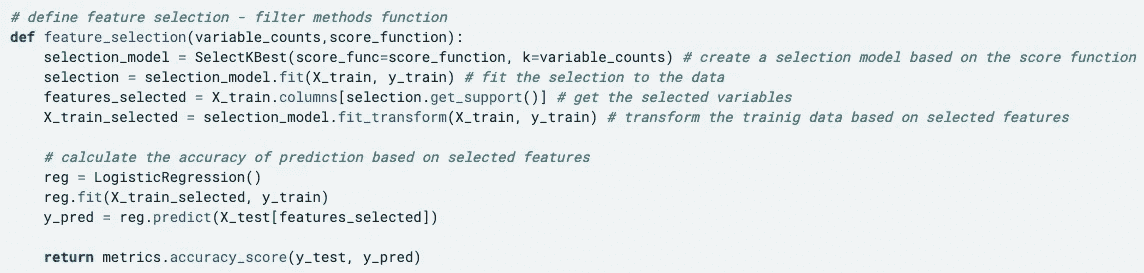 # define feature selection - filter methods function
def feature_selection(variable_counts,score_function):
    selection_model = SelectKBest(score_func=score_function, k=variable_counts) # create a selection model based on the score function
    selection = selection_model.fit(X_train, y_train) # fit the selection to the data
    features_selected = X_train.columns[selection.get_support()] # get the selected variables
    X_train_selected = selection_model.fit_transform(X_train, y_train) # transform the trainig data based on selected features
    # calculate the accuracy of prediction based on selected features
    reg = LogisticRegression()
    reg.fit(X_train_selected, y_train)
    y_pred = reg.predict(X_test[features_selected])
    return metrics.accuracy_score(y_test, y_pred)